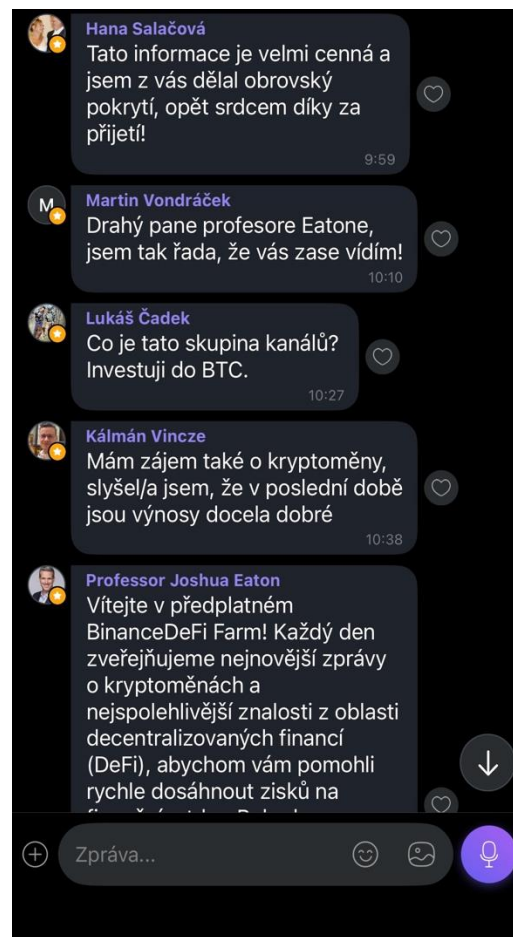 Hana Salačová
Tato informace je velmi cenná a
jsem z vás dělal obrovský
pokrytí, opět srdcem díky za
přijetí!
9:59
M
Martin Vondráček
Drahý pane profesore Eatone,
jsem tak řada, že vás zase vidím!
10:10
Lukáš Čadek
Co je tato skupina kanálů?
Investuji do BTC.
10:27
Kálmán Vincze
Mám zájem také o kryptoměny,
slyšel/a jsem, že v poslední době
jsou výnosy docela dobré
10:38
Professor Joshua Eaton
Vítejte v předplatném
BinanceDeFi Farm! Každý den
zveřejňujeme nejnovější zprávy
o kryptoměnách a
nejspolehlivější znalosti z oblasti
decentralizovaných financí
(DeFi), abychom vám pomohli
rychle dosáhnout zisků na
Zpráva...